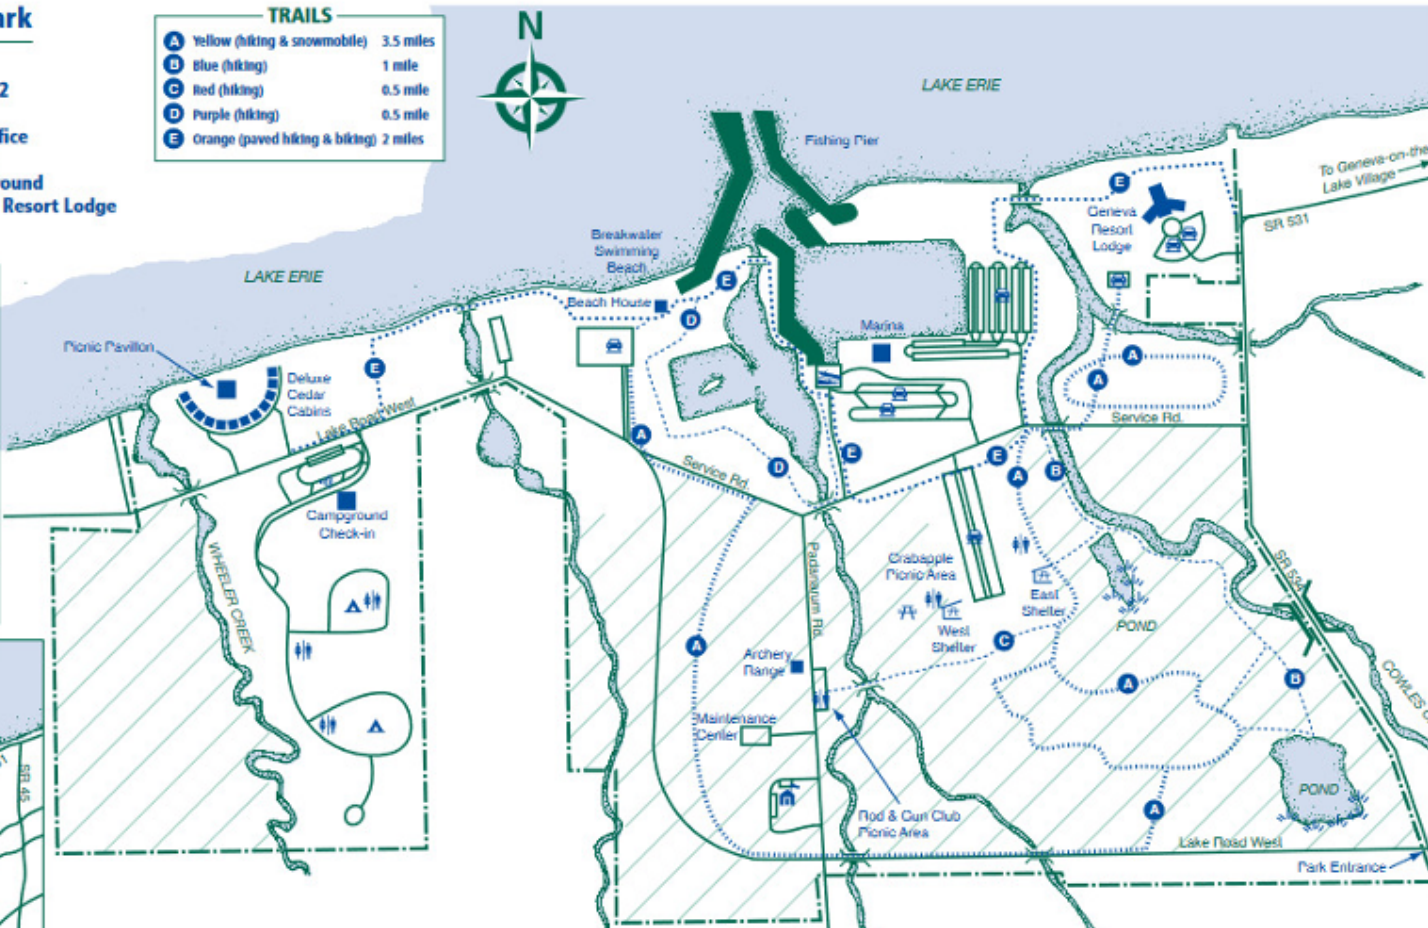 ark
2
fice
ound
Resort Lodge
TRAILS
A Yellow (hiking & snowmobile) 3.5 miles
B Blue (hiking) 1 mile
C Red (hiking) 0.5 mile
D Purple (hiking) 0.5 mile
E Orange (paved hiking & biking) 2 miles
N
LAKE ERIE
Fishing Pier
To Geneva-on-the
Lake Village
SR 531
E
Geneva
Resort
Lodge
Breakwater
Swimming
Beach
LAKE ERIE
E
Beach House
D
Marina
Picnic Pavillon
E
Deluxe
Cedar
Cabins
A
A
Lake Road West
Service Rd.
A
Service Rd.
D
E
E
A
B
Campground
Check-in
WHEELER CREEK
Padanarum Rd.
Crabapple
Picnic Area
East
Shelter
SR 534
POND
West
Shelter
C
A
Archery
Range
A
B
COWLES C
Maintenance
Center
SR 45
POND
A
Rod & Gun Club
Picnic Area
Lake Road West
Park Entrance